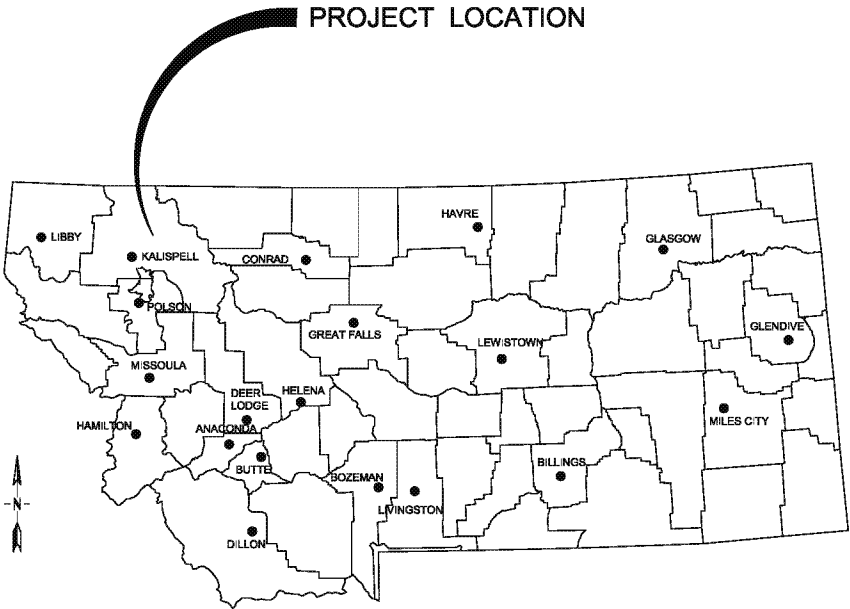 PROJECT LOCATION
HAVRE
LIBBY
GLASGOW
KALISPELL
CONRAD
POLSON
GREAT FALLS
GLENDIVE
LEWISTOWN
MISSOULA
HELENA
DEER
LODGE
MILES CITY
HAMILTON
ANACONDA
BUTTE
BILLINGS
BOZEMAN
N
LIVINGSTON
DILLON